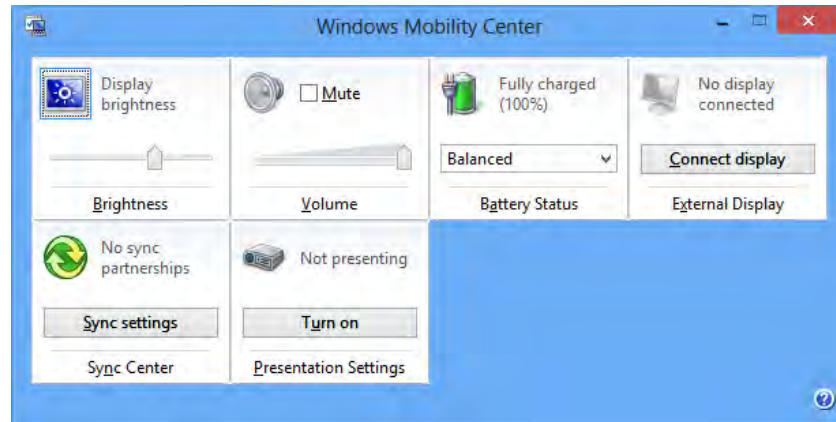 Windows Mobility Center
Display
brightness
Brightness
Mute
Volume
Fully charged
(100%)
Balanced
Battery Status
No display
connected
Connect display
External Display
No sync
partnerships
Sync settings
Sync Center
Not presenting
Turn on
Presentation Settings